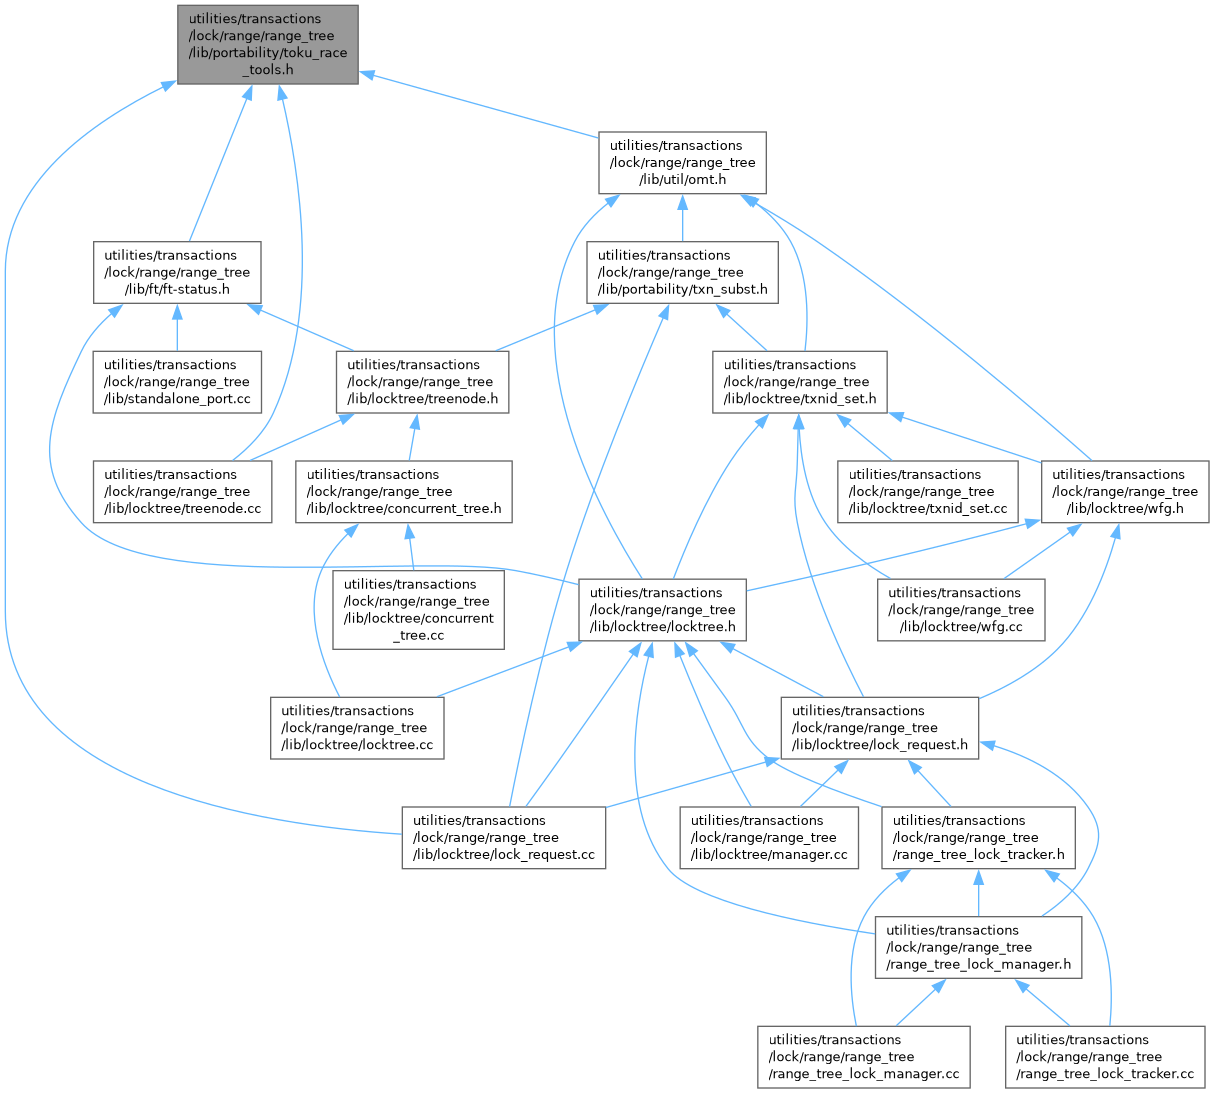 utilities/transactions
/lock/range/range_tree
/lib/portability/toku_race
_tools.h
utilities/transactions
/lock/range/range_tree
/lib/util/omt.h
utilities/transactions
/lock/range/range_tree
/lib/ft/ft-status.h
utilities/transactions
/lock/range/range_tree
/lib/portability/txn_subst.h
utilities/transactions
/lock/range/range_tree
/lib/standalone_port.cc
utilities/transactions
/lock/range/range_tree
/lib/locktree/treenode.h
utilities/transactions
/lock/range/range_tree
/lib/locktree/txnid_set.h
utilities/transactions
/lock/range/range_tree
/lib/locktree/treenode.cc
utilities/transactions
/lock/range/range_tree
/lib/locktree/concurrent_tree.h
utilities/transactions
/lock/range/range_tree
/lib/locktree/txnid_set.cc
utilities/transactions
/lock/range/range_tree
/lib/locktree/wfg.h
utilities/transactions
/lock/range/range_tree
/lib/locktree/concurrent
_tree.cc
utilities/transactions
/lock/range/range_tree
/lib/locktree/locktree.h
utilities/transactions
/lock/range/range_tree
/lib/locktree/wfg.cc
utilities/transactions
/lock/range/range_tree
/lib/locktree/locktree.cc
utilities/transactions
/lock/range/range_tree
/lib/locktree/lock_request.h
utilities/transactions
/lock/range/range_tree
/lib/locktree/lock_request.cc
utilities/transactions
/lock/range/range_tree
/lib/locktree/manager.cc
utilities/transactions
/lock/range/range_tree
/range_tree_lock_tracker.h
utilities/transactions
/lock/range/range_tree
/range_tree_lock_manager.h
utilities/transactions
/lock/range/range_tree
/range_tree_lock_manager.cc
utilities/transactions
/lock/range/range_tree
/range_tree_lock_tracker.cc